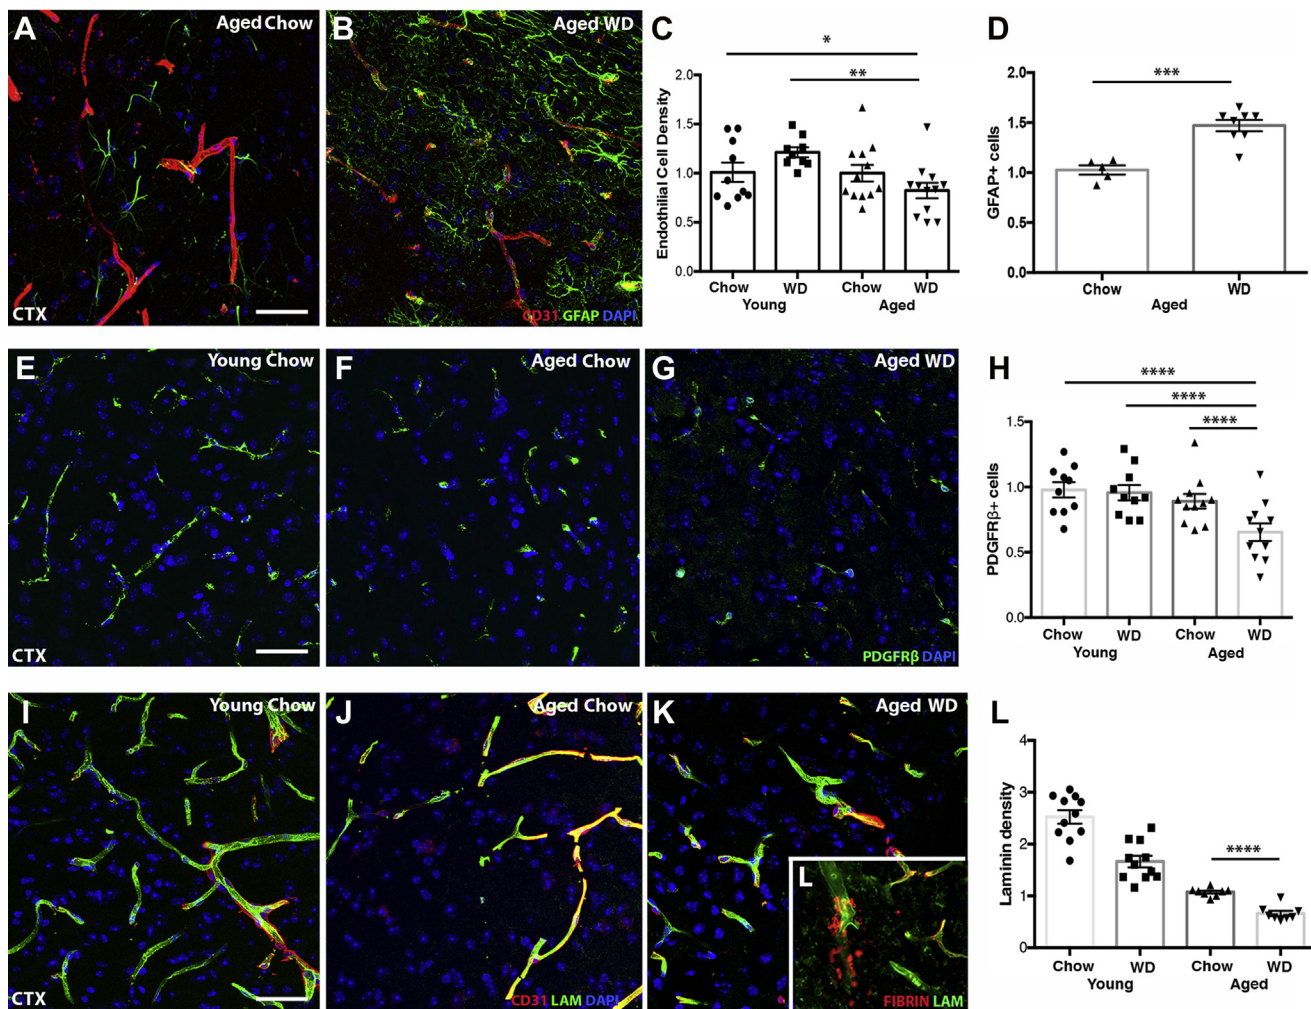 A
Aged Chow
CTX
B
Aged WD
CD31 GFAP DAPI
C
*
**
Endothilial Cell Density
2.0
1.5
1.0
0.5
0.0
Chow WD Chow WD
Young Aged
D
***
GFAP+ cells
2.0
1.5
1.0
0.5
0.0
Chow WD
Aged
E
Young Chow
CTX
F
Aged Chow
G
Aged WD
PDGFRβ DAPI
H
****
****
****
PDGFRβ+ cells
1.5
1.0
0.5
0.0
Chow WD Chow WD
Young Aged
I
Young Chow
CTX
J
Aged Chow
CD31 LAM DAPI
K
Aged WD
L
FIBRIN LAM
L
****
Laminin density
4
3
2
1
0
Chow WD Chow WD
Young Aged